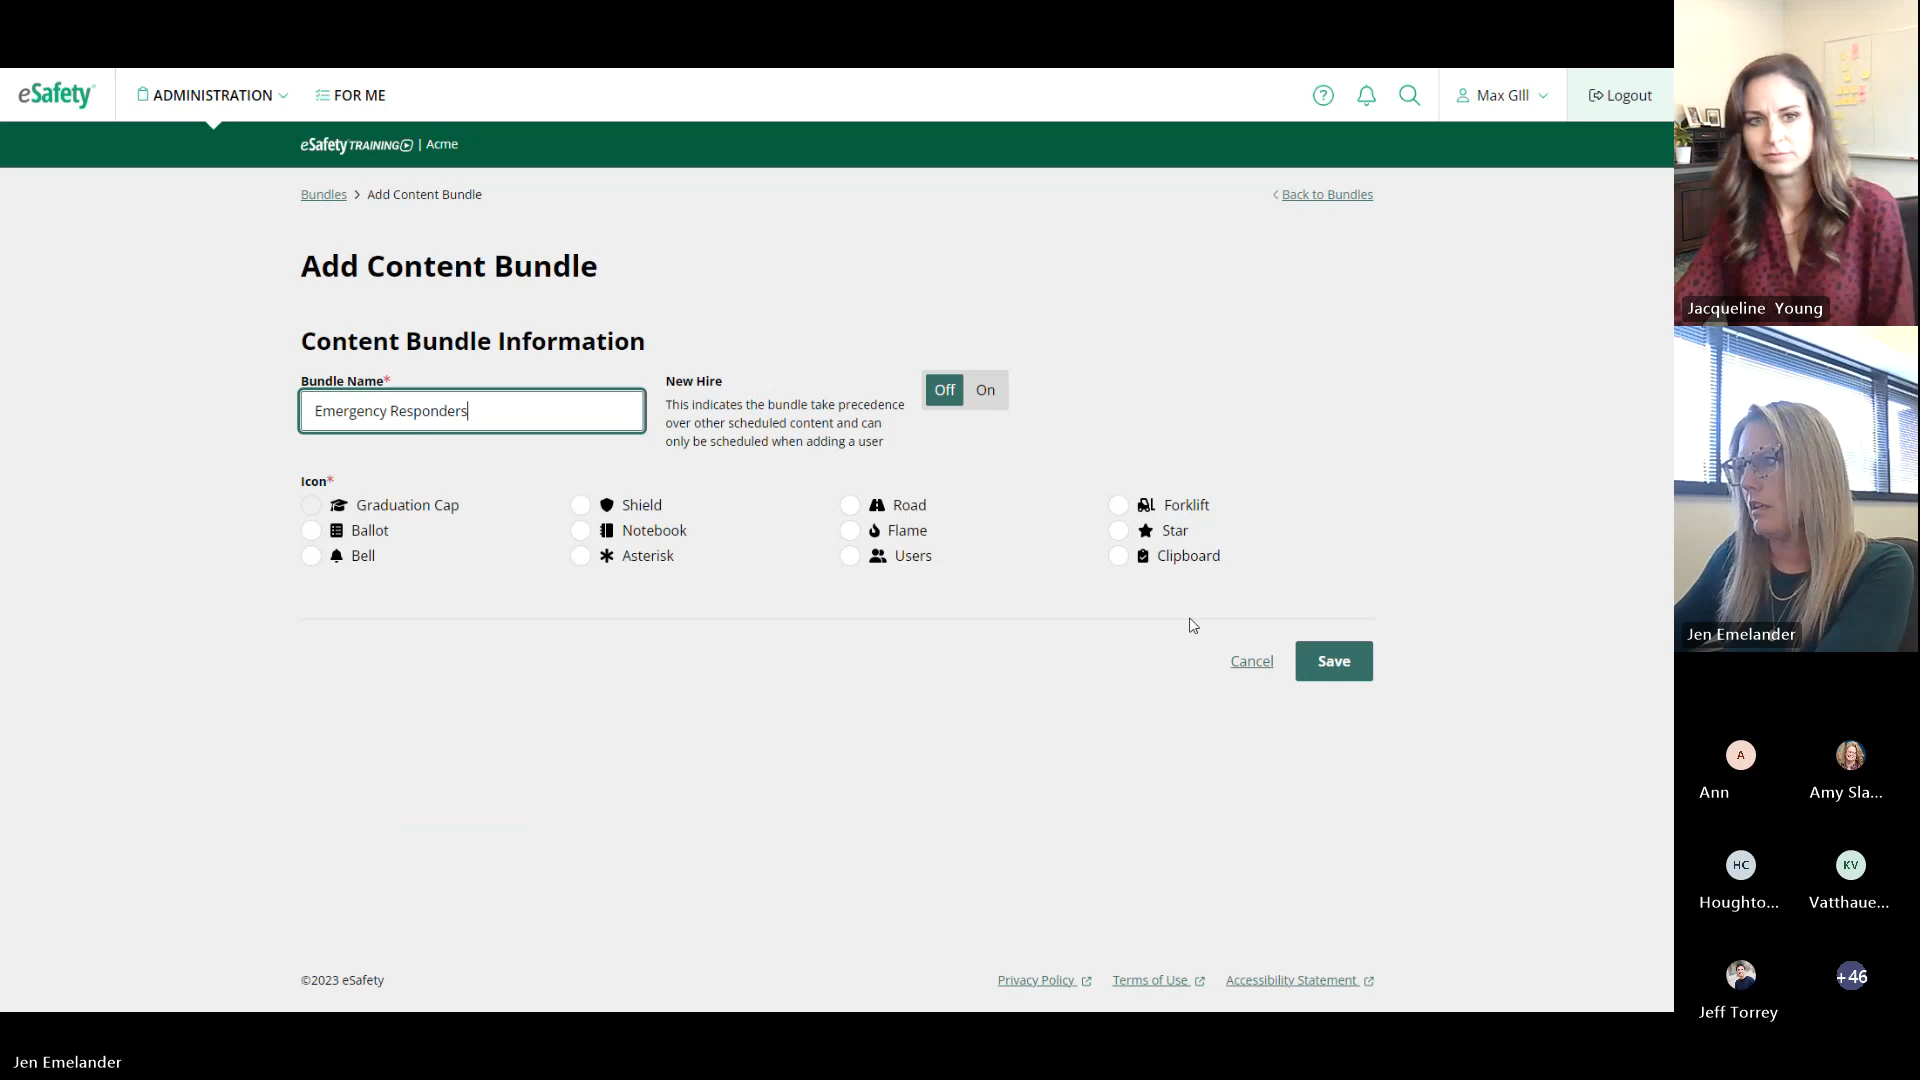 eSafety
ADMINISTRATION
FOR ME
Max GIll
Logout
eSafety TRAINING | Acme
Bundles > Add Content Bundle
< Back to Bundles
Add Content Bundle
Content Bundle Information
Bundle Name*
Emergency Responders
New Hire
This indicates the bundle take precedence
over other scheduled content and can
only be scheduled when adding a user
Off On
Icon*
Graduation Cap
Shield
Road
Forklift
Ballot
Notebook
Flame
Star
Bell
Asterisk
Users
Clipboard
Cancel
Save
©2023 eSafety
Privacy Policy
Terms of Use
Accessibility Statement
Jacqueline Young
Jen Emelander
A
Ann
Amy Sla...
HC
Houghto...
KV
Vatthaue...
Jeff Torrey
+46
Jen Emelander